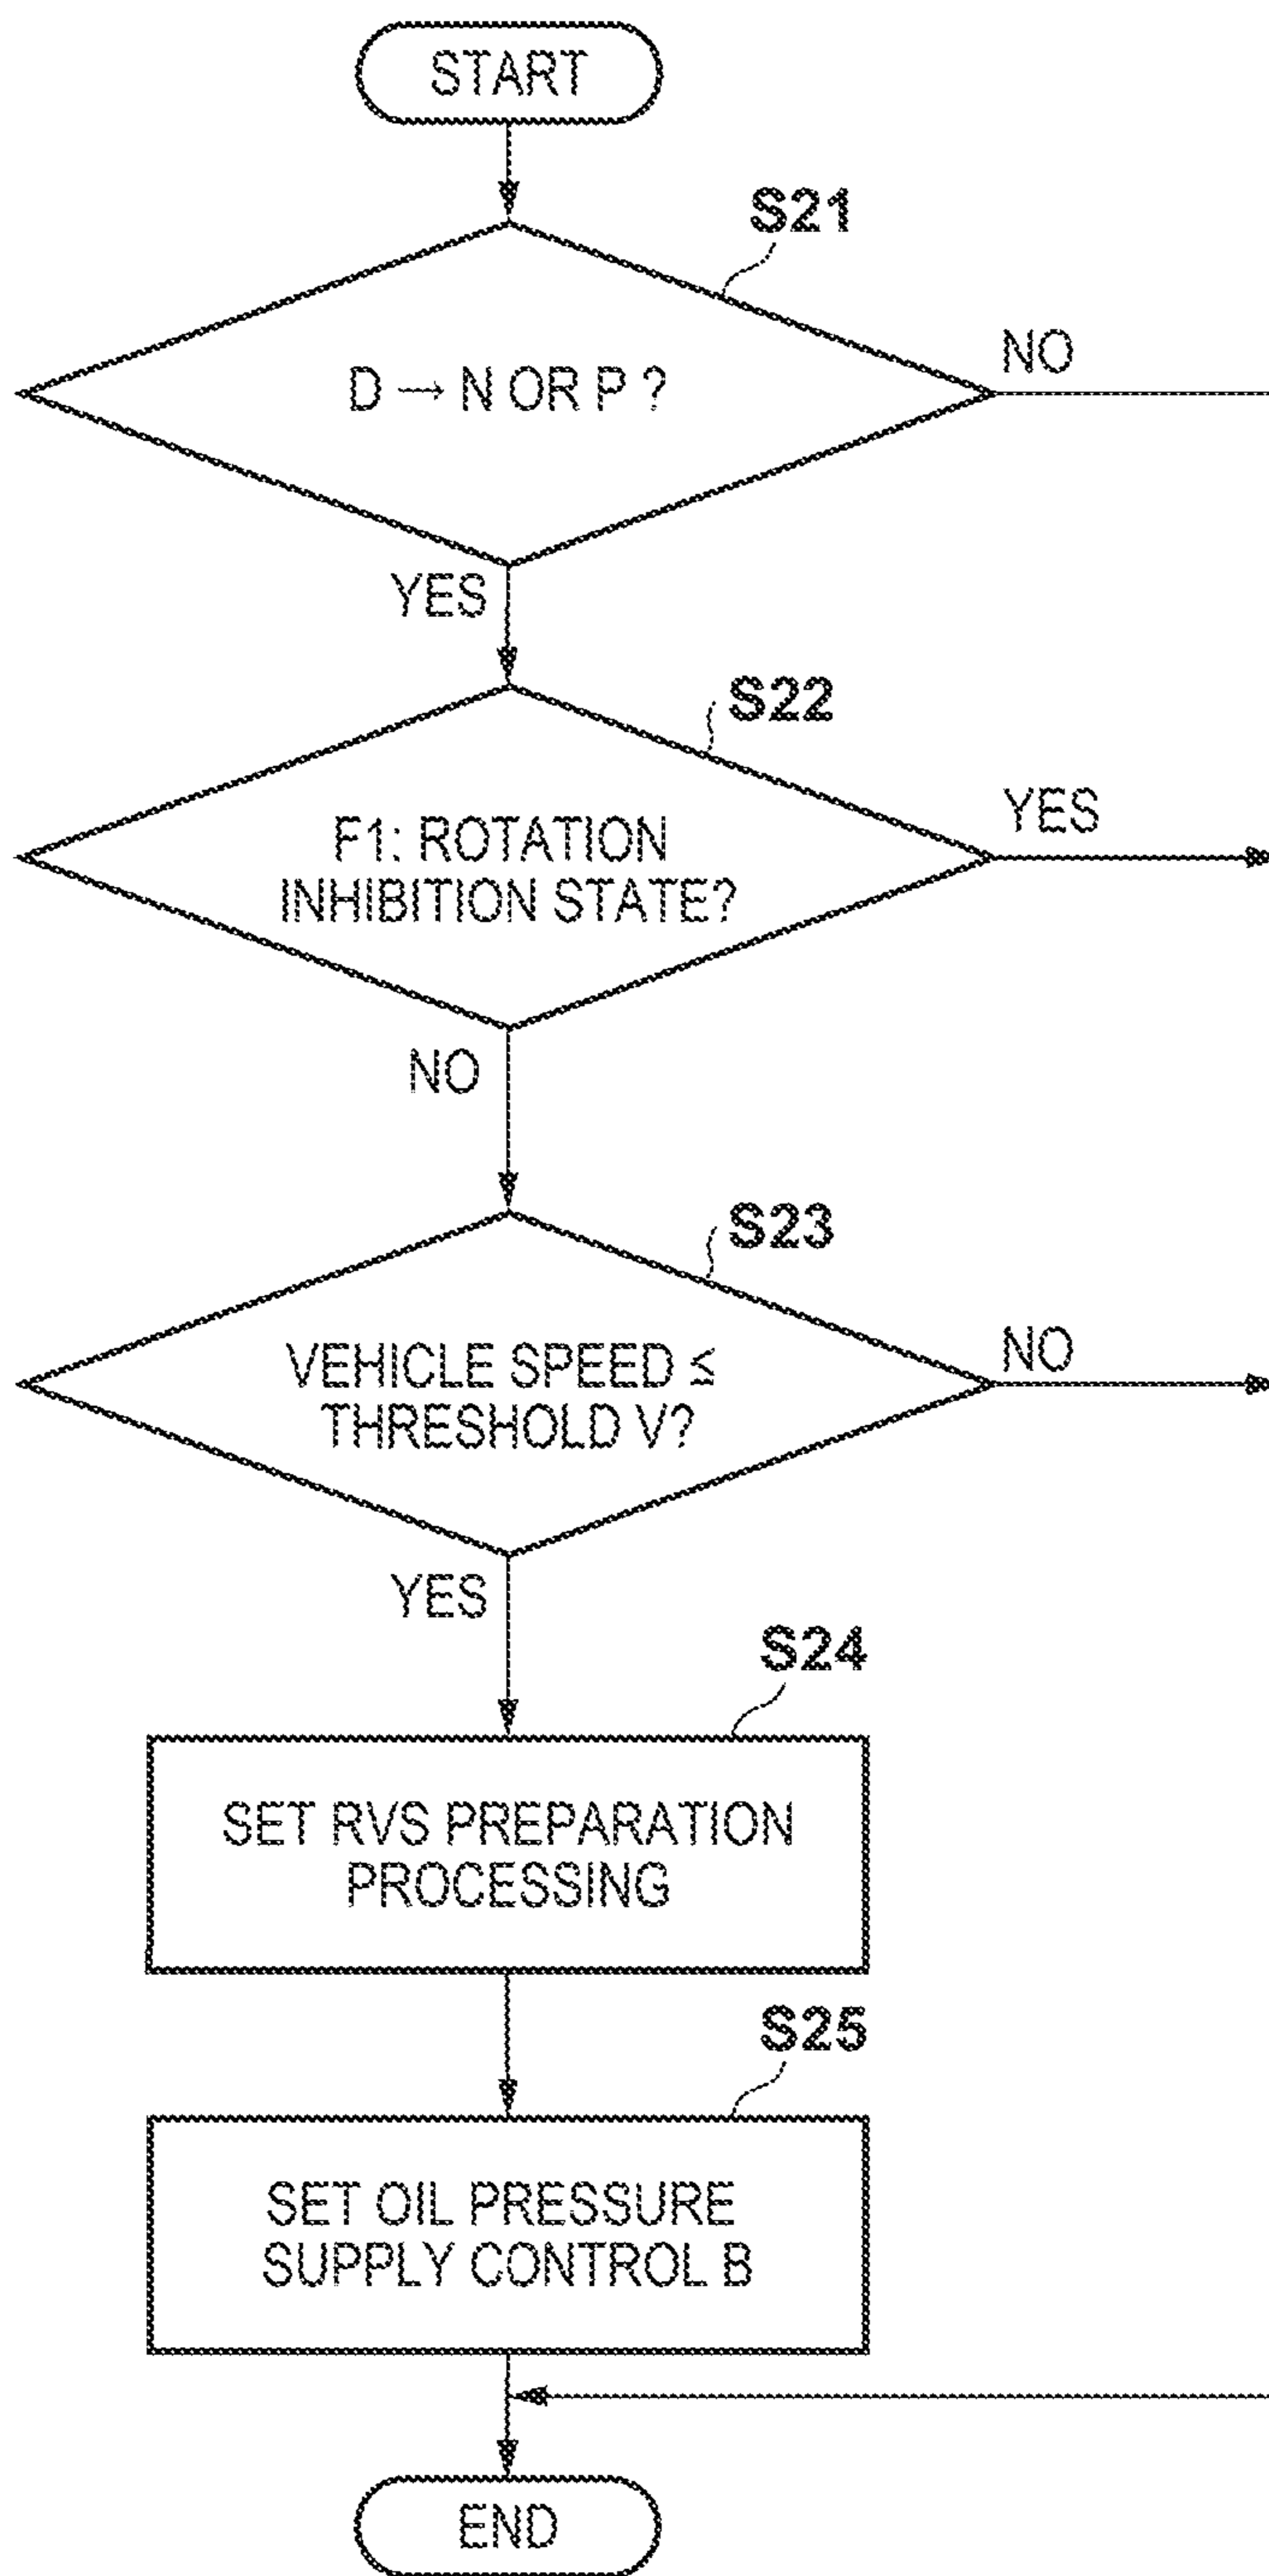 START
S21
D → N OR P ?
NO
YES
S22
F1: ROTATION
INHIBITION STATE?
YES
NO
S23
VEHICLE SPEED ≦
THRESHOLD V?
NO
YES
S24
SET RVS PREPARATION
PROCESSING
S25
SET OIL PRESSURE
SUPPLY CONTROL B
END